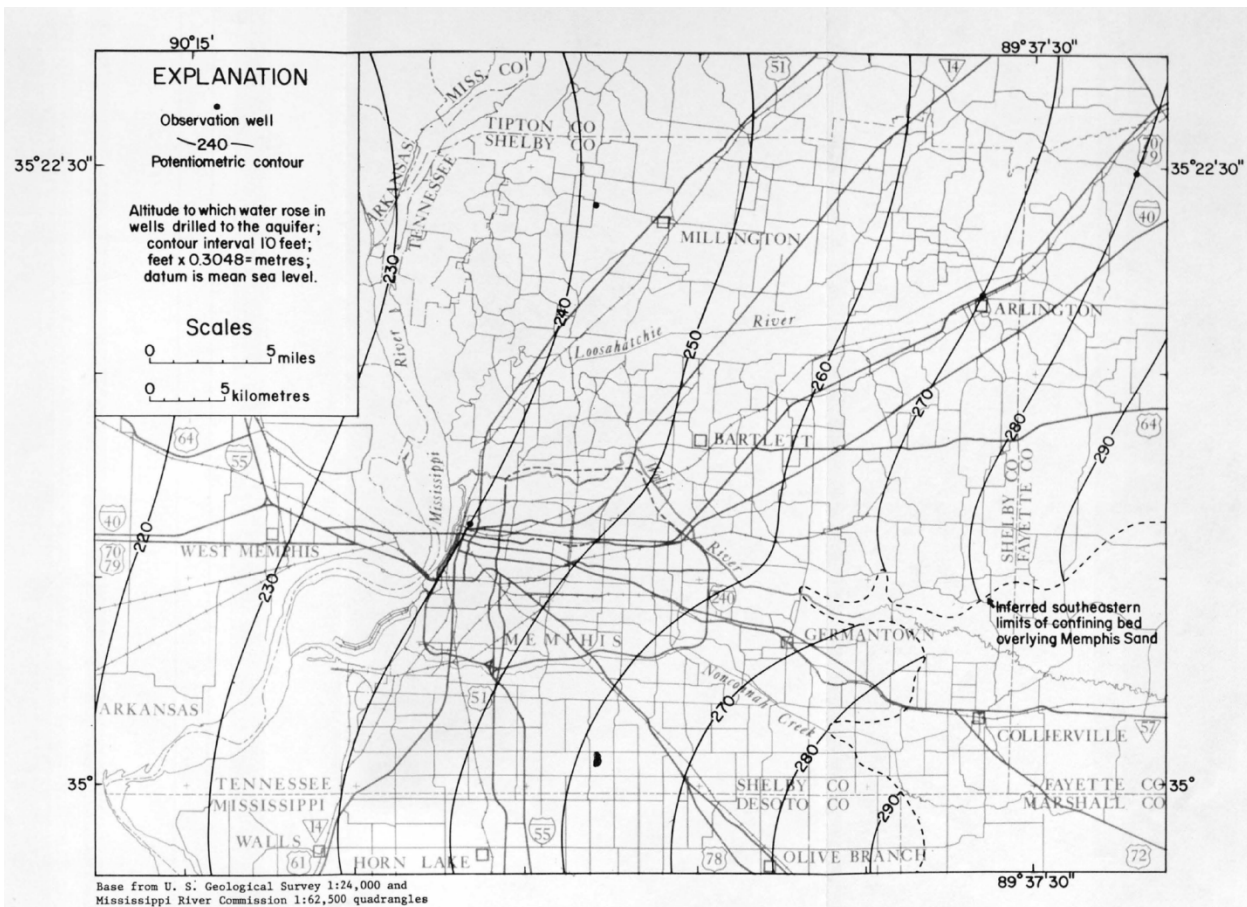 90°15'
89°37'30"
EXPLANATION
Observation well
240
Potentiometric contour
Altitude to which water rose in
wells drilled to the aquifer;
contour interval 10 feet;
feet x 0.3048= metres;
datum is mean sea level.
Scales
0 5 miles
0 5 kilometres
35°22'30"
35°22'30"
MISS. CO
TIPTON CO
SHELBY CO
ARKANSAS
TENNESSEE
51
14
70
79
40
MILLINGTON
230
240
250
260
270
280
290
River
Loosahatchie River
ARLINGTON
BARTLETT
64
64
55
Mississippi
Wolf
River
40
70
79
220
WEST MEMPHIS
230
SHELBY CO
FAYETTE CO
240
Inferred southeastern
limits of confining bed
overlying Memphis Sand
MEMPHIS
GERMANTOWN
51
Nonconnah Creek
270
280
290
ARKANSAS
COLLIERVILLE
57
35°
35°
TENNESSEE
MISSISSIPPI
SHELBY CO
DESOTO CO
FAYETTE CO
MARSHALL CO
14
WALLS
61
HORN LAKE
55
78
OLIVE BRANCH
72
89°37'30"
Base from U. S. Geological Survey 1:24,000 and
Mississippi River Commission 1:62,500 quadrangles